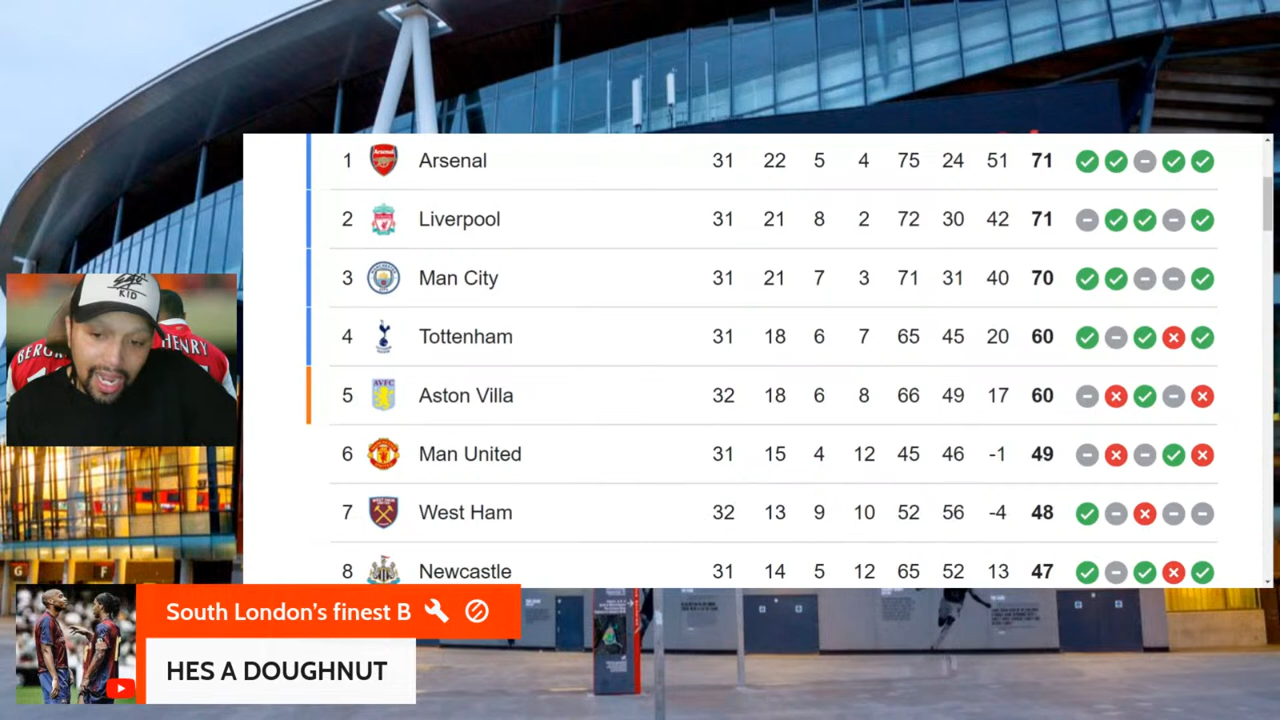 1 Arsenal 31 22 5 4 75 24 51 71
2 Liverpool 31 21 8 2 72 30 42 71
3 Man City 31 21 7 3 71 31 40 70
4 Tottenham 31 18 6 7 65 45 20 60
5 Aston Villa 32 18 6 8 66 49 17 60
6 Man United 31 15 4 12 45 46 -1 49
7 West Ham 32 13 9 10 52 56 -4 48
8 Newcastle 31 14 5 12 65 52 13 47
Arsenal
AVFC
KID
HENRY
G F
South London's finest B
HES A DOUGHNUT